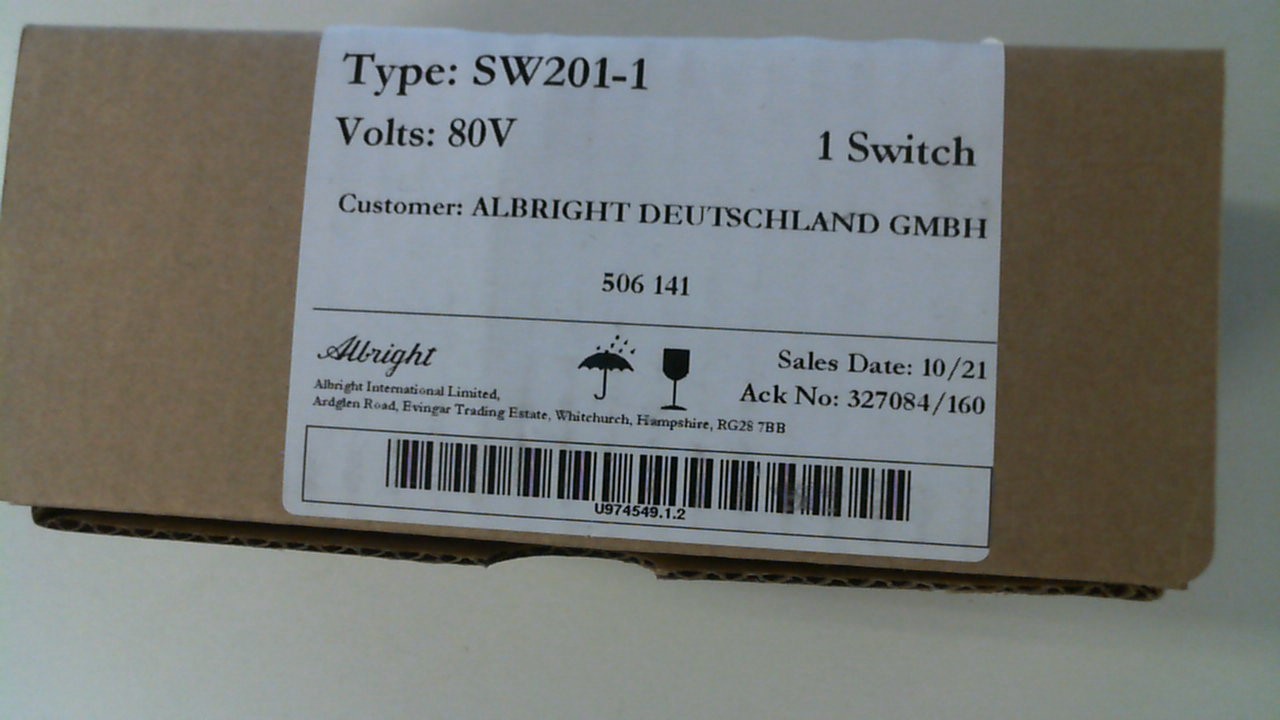 Type: SW201-1
Volts: 80V
1 Switch
Customer: ALBRIGHT DEUTSCHLAND GMBH
506 141
Albright
Sales Date: 10/21
Ack No: 327084/160
Albright International Limited,
Ardglen Road, Evingar Trading Estate, Whitchurch, Hampshire, RG28 7BB
U974549.1.2